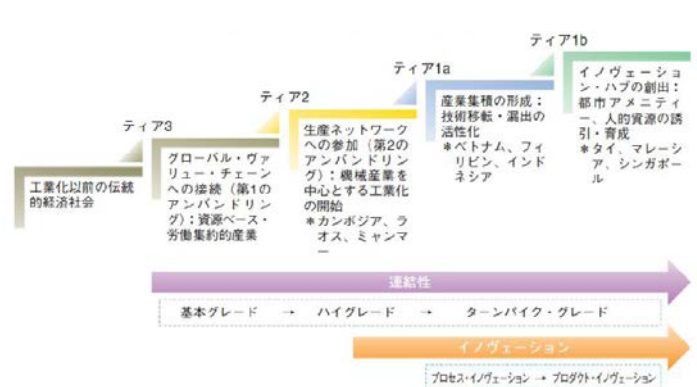 ティア1b
ティア1a
ティア2
ティア3
工業化以前の伝統
的経済社会
グローバル・ヴァ
リュー・チェーン
への接続（第1の
アンバンドリン
グ）：資源ベース・
労働集約的産業
生産ネットワーク
への参加（第2の
アンバンドリン
グ）：機械産業を
中心とする工業化
の開始
＊カンボジア、ラ
オス、ミャンマ
ー
産業集積の形成：
技術移転・漏出の
活性化
＊ベトナム、フィ
リピン、インド
ネシア
イノヴェーショ
ン・ハブの創出：
都市アメニティ
ー、人的資源の誘
引・育成
＊タイ、マレーシ
ア、シンガポー
ル
連結性
基本グレード → ハイグレード → ターンパイク・グレード
イノヴェーション
プロセス・イノヴェーション → プロダクト・イノヴェーション